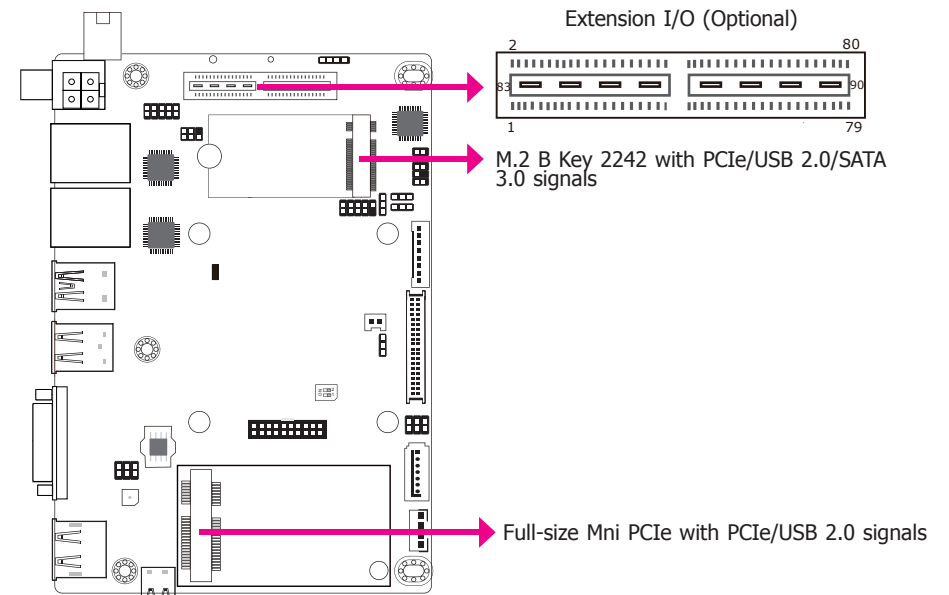 Extension I/O (Optional)
2 80
83 90
1 79
M.2 B Key 2242 with PCIe/USB 2.0/SATA
3.0 signals
Full-size Mni PCIe with PCIe/USB 2.0 signals